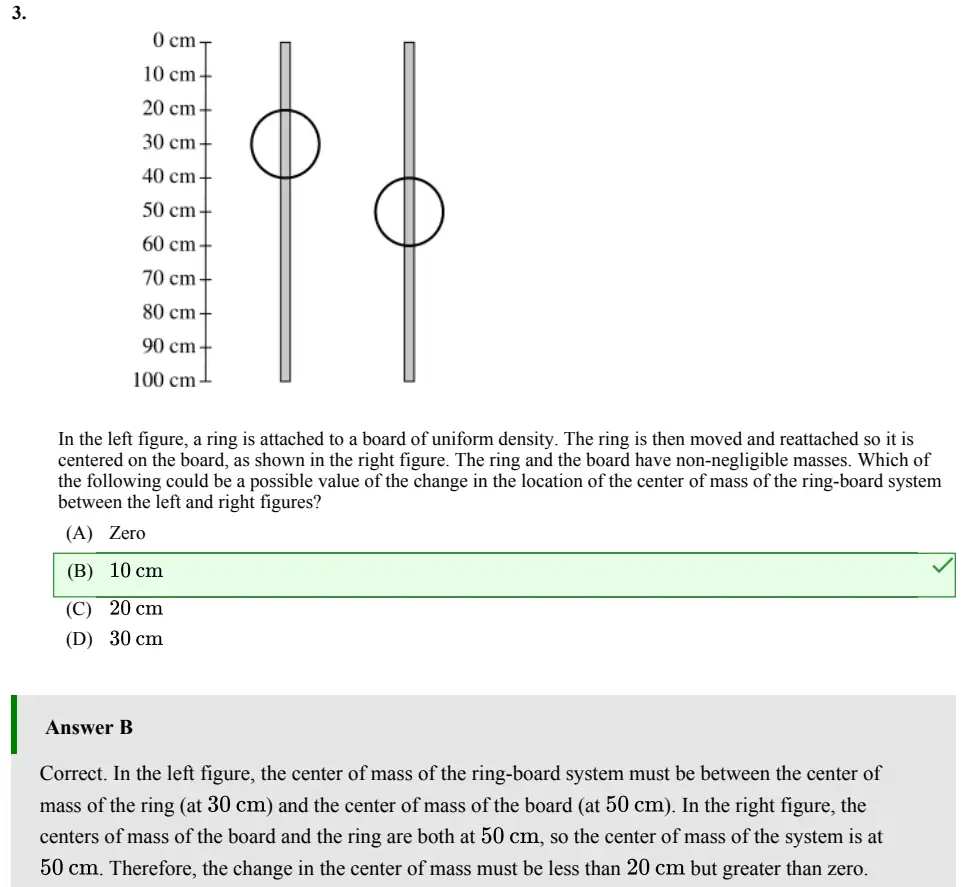 3.
0 cm
10 cm
20 cm
30 cm
40 cm
50 cm
60 cm
70 cm
80 cm
90 cm
100 cm
In the left figure, a ring is attached to a board of uniform density. The ring is then moved and reattached so it is
centered on the board, as shown in the right figure. The ring and the board have non-negligible masses. Which of
the following could be a possible value of the change in the location of the center of mass of the ring-board system
between the left and right figures?
(A) Zero
(B) 10 cm
(C) 20 cm
(D) 30 cm
Answer B
Correct. In the left figure, the center of mass of the ring-board system must be between the center of
mass of the ring (at 30 cm) and the center of mass of the board (at 50 cm). In the right figure, the
centers of mass of the board and the ring are both at 50 cm, so the center of mass of the system is at
50 cm. Therefore, the change in the center of mass must be less than 20 cm but greater than zero.